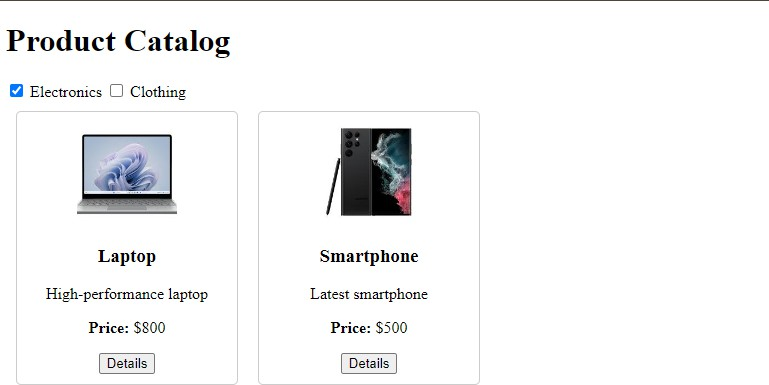 Product Catalog
Electronics Clothing
Laptop
High-performance laptop
Price: $800
Details
Smartphone
Latest smartphone
Price: $500
Details